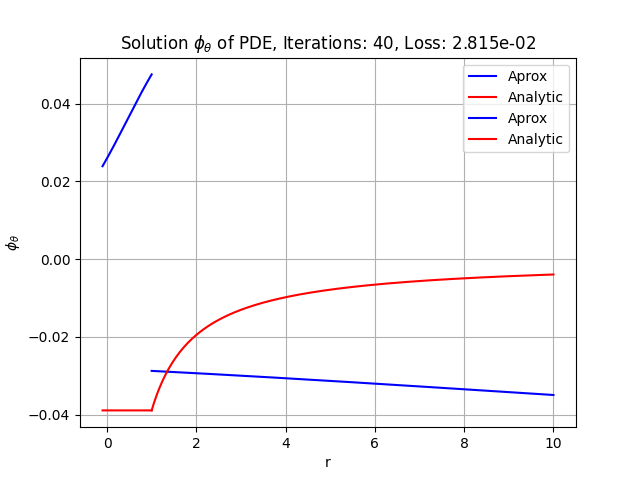 Solution ϕθ of PDE, Iterations: 40, Loss: 2.815e-02
Aprox
Analytic
Aprox
Analytic
ϕθ
0.04
0.02
0.00
−0.02
−0.04
0
2
4
6
8
10
r